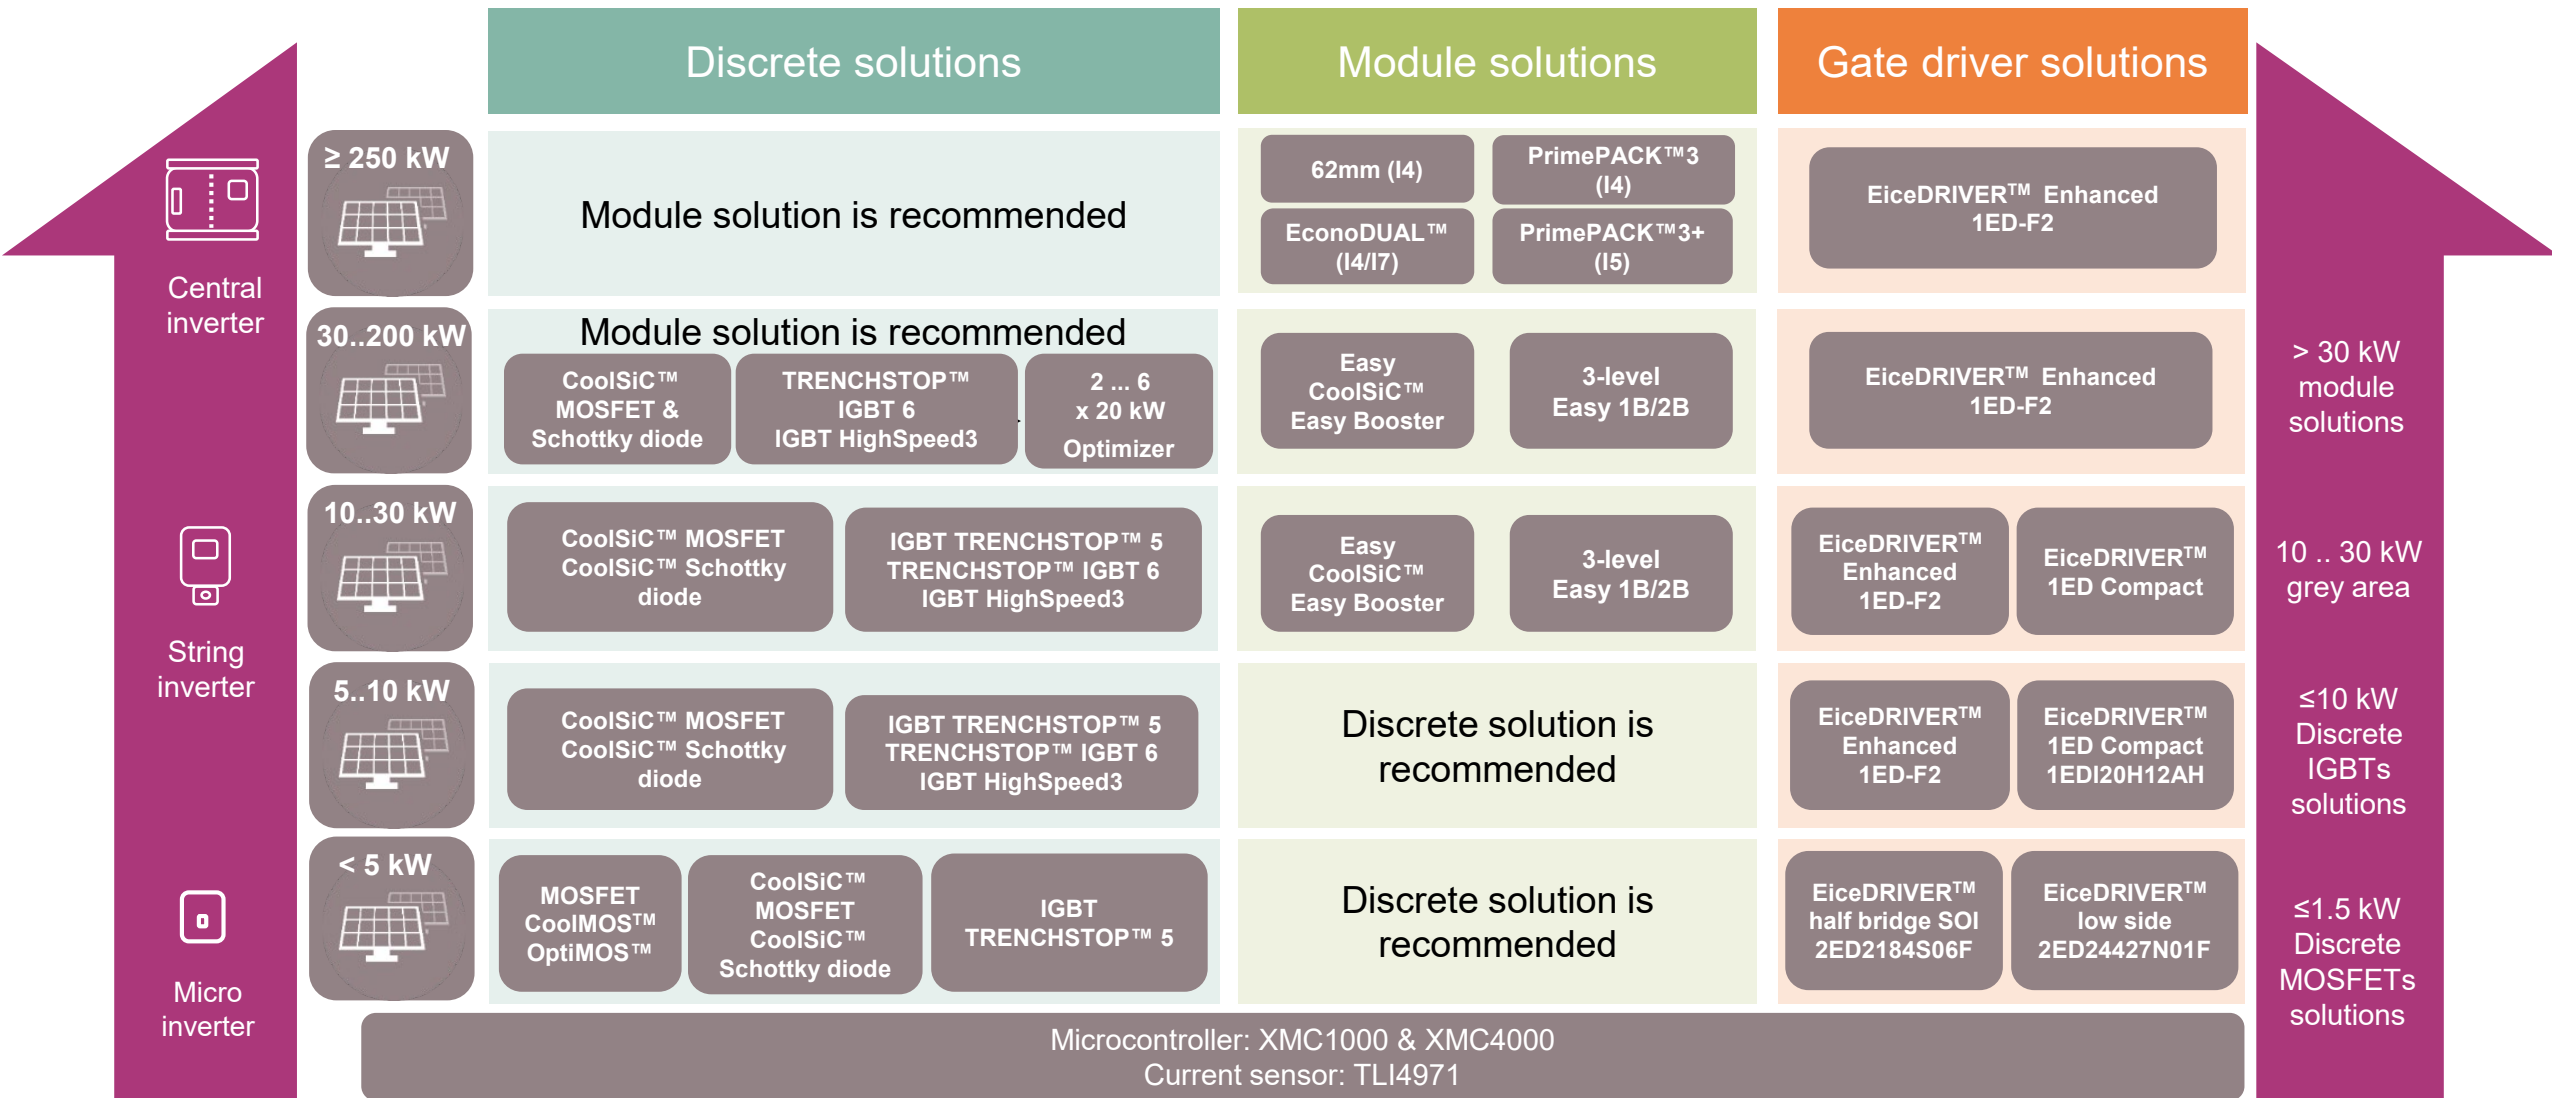 Discrete solutions
Module solutions
Gate driver solutions
Central
inverter
String
inverter
Micro
inverter
≥ 250 kW
Module solution is recommended
62mm (I4)
PrimePACK™3
(I4)
EconoDUAL™
(I4/I7)
PrimePACK™3+
(I5)
EiceDRIVER™ Enhanced
1ED-F2
30..200 kW
Module solution is recommended
CoolSiC™
MOSFET &
Schottky diode
TRENCHSTOP™
IGBT 6
IGBT HighSpeed3
2 ... 6
x 20 kW
Optimizer
Easy
CoolSiC™
Easy Booster
3-level
Easy 1B/2B
EiceDRIVER™ Enhanced
1ED-F2
10..30 kW
CoolSiC™ MOSFET
CoolSiC™ Schottky
diode
IGBT TRENCHSTOP™ 5
TRENCHSTOP™ IGBT 6
IGBT HighSpeed3
Easy
CoolSiC™
Easy Booster
3-level
Easy 1B/2B
EiceDRIVER™
Enhanced
1ED-F2
EiceDRIVER™
1ED Compact
5..10 kW
CoolSiC™ MOSFET
CoolSiC™ Schottky
diode
IGBT TRENCHSTOP™ 5
TRENCHSTOP™ IGBT 6
IGBT HighSpeed3
Discrete solution is
recommended
EiceDRIVER™
Enhanced
1ED-F2
EiceDRIVER™
1ED Compact
1EDI20H12AH
< 5 kW
MOSFET
CoolMOS™
OptiMOS™
CoolSiC™
MOSFET
CoolSiC™
Schottky diode
IGBT
TRENCHSTOP™ 5
Discrete solution is
recommended
EiceDRIVER™
half bridge SOI
2ED2184S06F
EiceDRIVER™
low side
2ED24427N01F
> 30 kW
module
solutions
10 .. 30 kW
grey area
≤10 kW
Discrete
IGBTs
solutions
≤1.5 kW
Discrete
MOSFETs
solutions
Microcontroller: XMC1000 & XMC4000
Current sensor: TLI4971